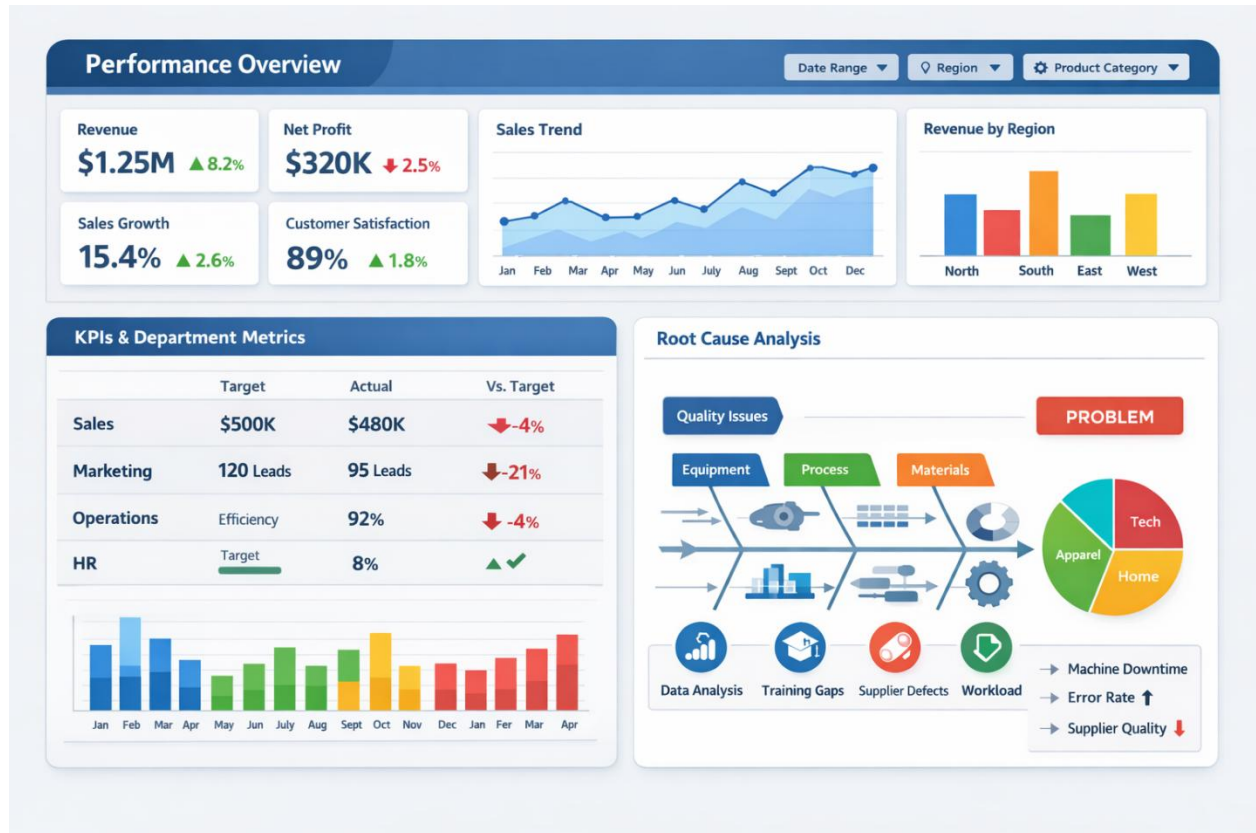 Performance Overview
Date Range
Region
Product Category
Revenue
$1.25M 8.2%
Net Profit
$320K 2.5%
Sales Growth
15.4% 2.6%
Customer Satisfaction
89% 1.8%
Sales Trend
Jan Feb Mar Apr May Jun July Aug Sept Oct Dec
Revenue by Region
North South East West
KPIs & Department Metrics
Target Actual Vs. Target
Sales $500K $480K -4%
Marketing 120 Leads 95 Leads -21%
Operations Efficiency 92% -4%
HR Target 8%
Jan Feb Mar Apr May Jun July Aug Sept Oct Nov Dec Jan Fer Mar Apr
Root Cause Analysis
Quality Issues
PROBLEM
Equipment Process Materials
Tech
Apparel
Home
Data Analysis Training Gaps Supplier Defects Workload
Machine Downtime
Error Rate
Supplier Quality